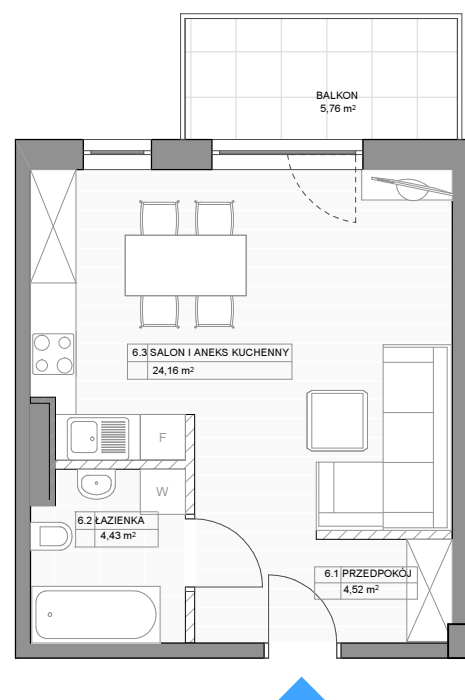 BALKON
5,76 m²
6.3 SALON I ANEKS KUCHENNY
24,16 m²
F
W
6.2 ŁAZIENKA
4,43 m²
6.1 PRZEDPOKÓJ
4,52 m²